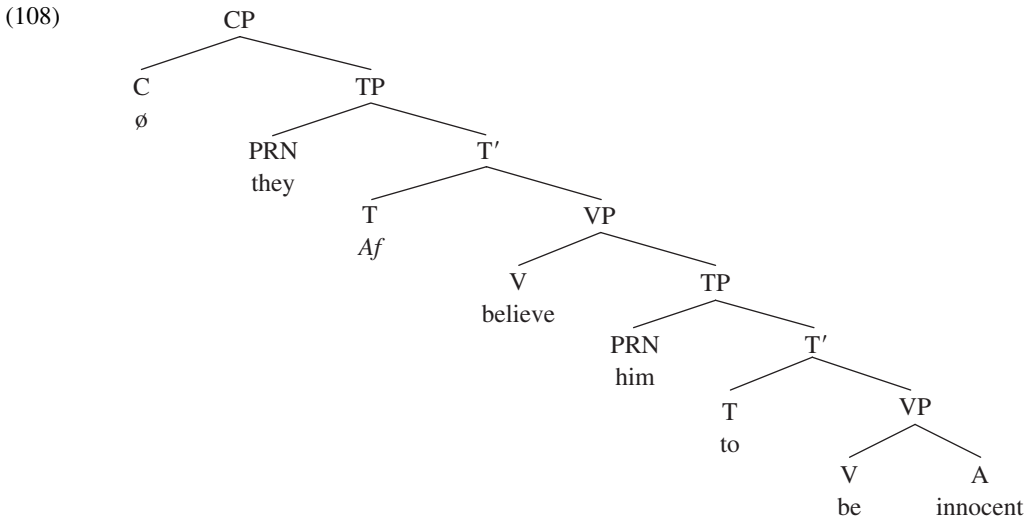 (108) CP
C TP
ø
PRN T′
they
T VP
Af
V TP
believe
PRN T′
him
T VP
to
V A
be innocent